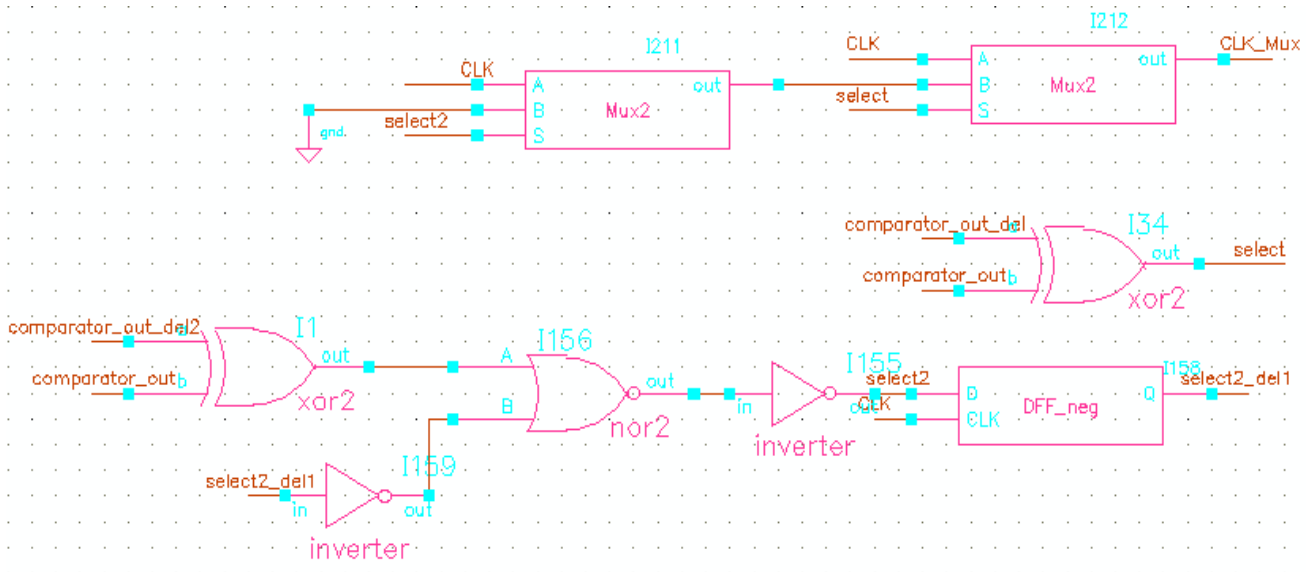 I212
I211
CLK
CLK_Mux
A
out
CLK
B
Mux2
A
out
select
S
B
Mux2
gnd.
select2
S
comparator_out_del
a
I34
out
select
comparator_out
b
xor2
comparator_out_del2
a
I1
I156
out
A
I155
I158
comparator_out
b
out
select2
D
Q
select2_del1
xor2
B
in
out
CLK
CLK
DFF_neg
nor2
inverter
select2_del1
I159
in
out
inverter